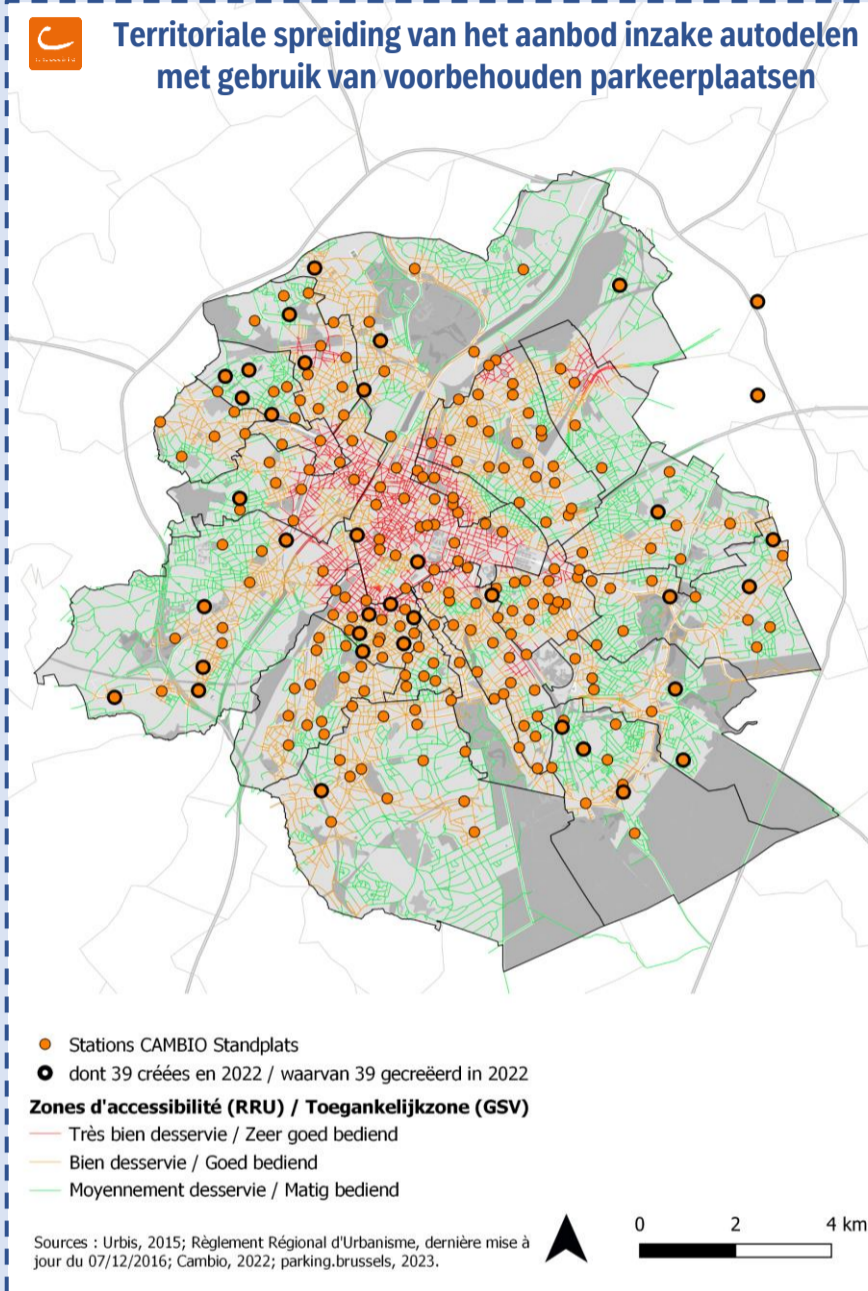 Territoriale spreiding van het aanbod inzake autodelen
met gebruik van voorbehouden parkeerplaatsen
Stations CAMBIO Standplats
dont 39 créées en 2022 / waarvan 39 gecreëerd in 2022
Zones d'accessibilité (RRU) / Toegankelijkzone (GSV)
Très bien desservie / Zeer goed bediend
Bien desservie / Goed bediend
Moyennement desservie / Matig bediend
Sources : Urbis, 2015; Règlement Régional d'Urbanisme, dernière mise à
jour du 07/12/2016; Cambio, 2022; parking.brussels, 2023.
0 2 4 km